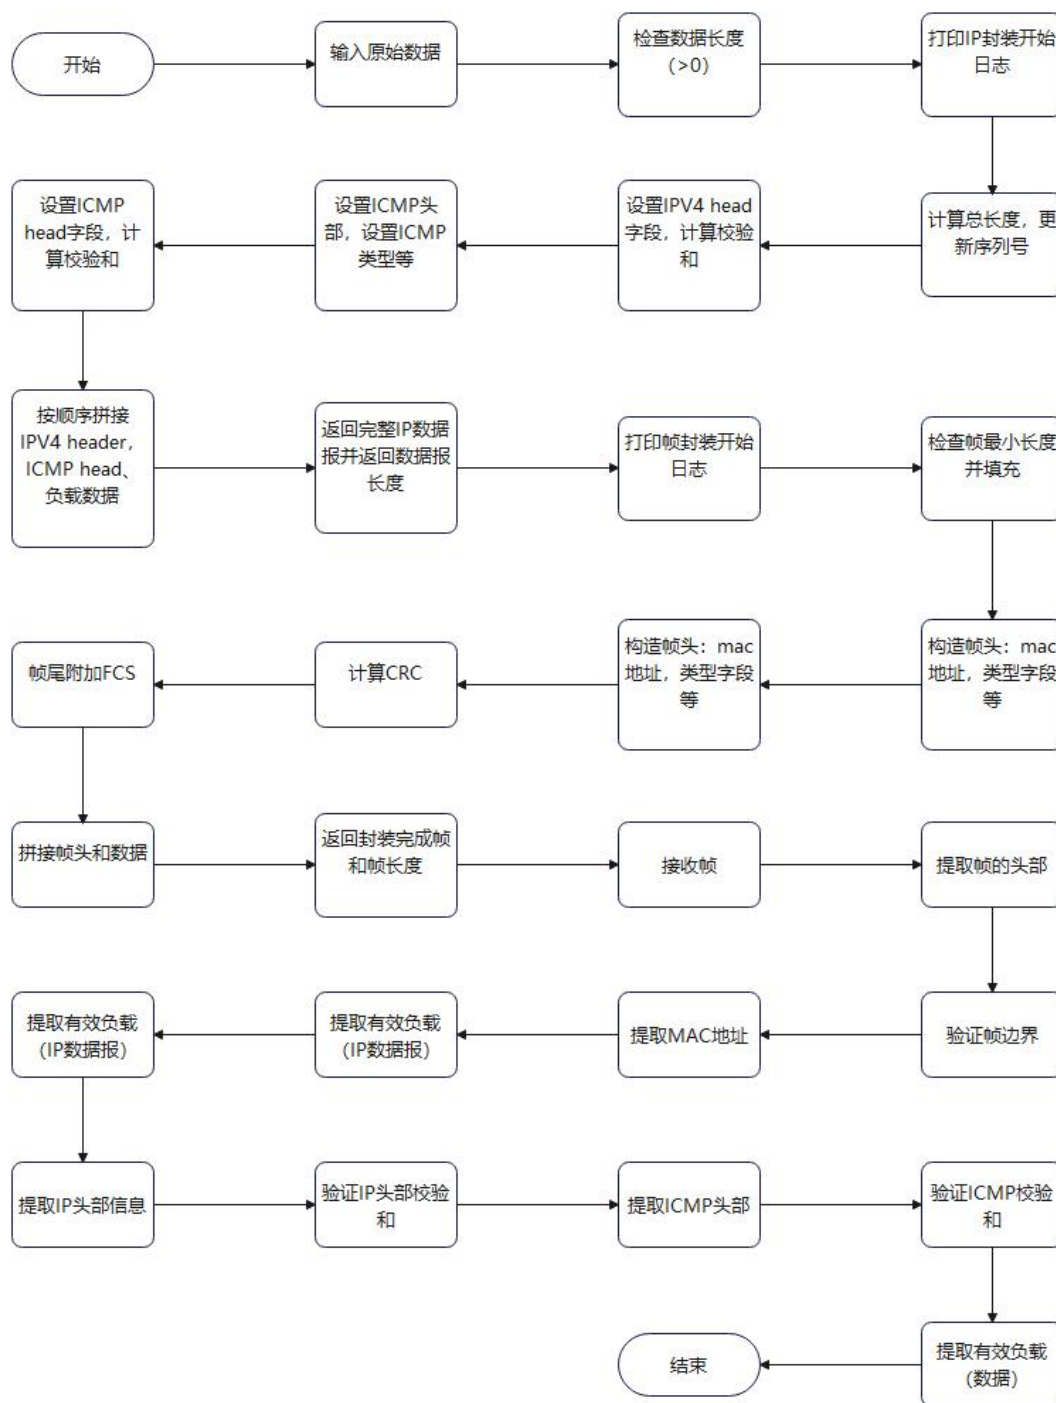 开始
输入原始数据
检查数据长度
（>0）
打印IP封装开始
日志
设置ICMP
head字段，计
算校验和
设置ICMP头
部，设置ICMP
类型等
设置IPV4 head
字段，计算校验
和
计算总长度，更
新序列号
按顺序拼接
IPV4 header，
ICMP head、
负载数据
返回完整IP数据
报并返回数据报
长度
打印帧封装开始
日志
检查帧最小长度
并填充
帧尾附加FCS
计算CRC
构造帧头：mac
地址，类型字段
等
构造帧头：mac
地址，类型字段
等
拼接帧头和数据
返回封装完成帧
和帧长度
接收帧
提取帧的头部
提取有效负载
（IP数据报）
提取有效负载
（IP数据报）
提取MAC地址
验证帧边界
提取IP头部信息
验证IP头部校验
和
提取ICMP头部
验证ICMP校验
和
结束
提取有效负载
（数据）